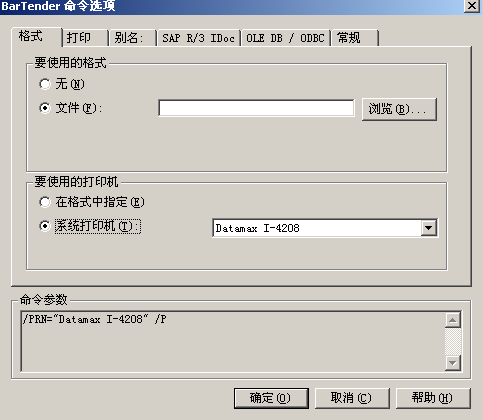 BarTender 命令选项
格式 打印 别名: SAP R/3 IDoc OLE DB / ODBC 常规
要使用的格式
无(N)
文件(F): 浏览(B)...
要使用的打印机
在格式中指定(E)
系统打印机(T): Datamax I-4208
命令参数
/PRN="Datamax I-4208" /P
确定(O) 取消(C) 帮助(H)